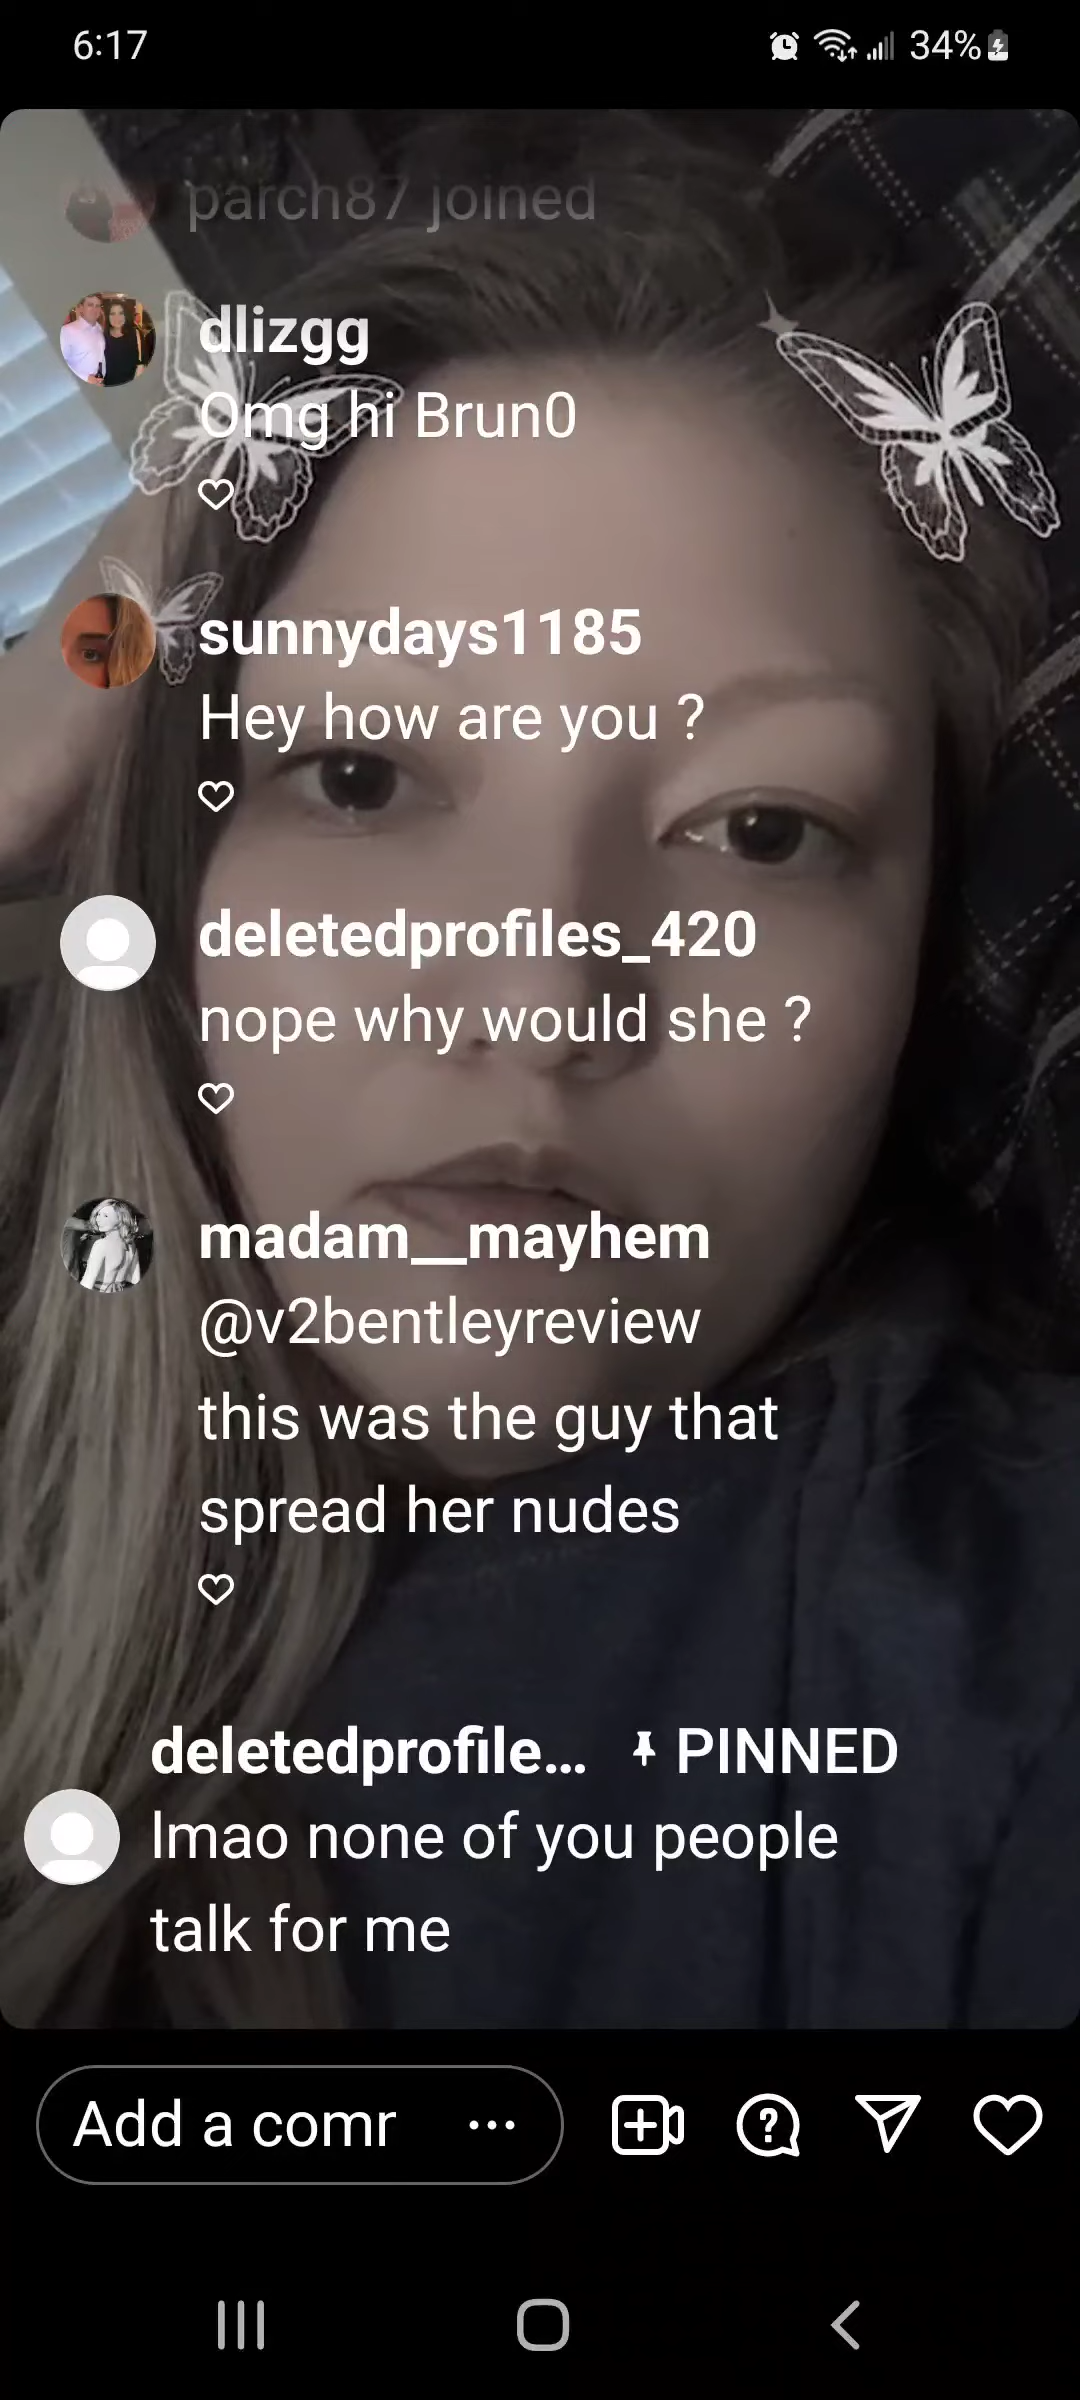 6:17
34%
parch87 joined
dlizgg
Omg hi Brun0
sunnydays1185
Hey how are you ?
deletedprofiles_420
nope why would she ?
madam__mayhem
@v2bentleyreview
this was the guy that
spread her nudes
deletedprofile... PINNED
lmao none of you people
talk for me
Add a comr